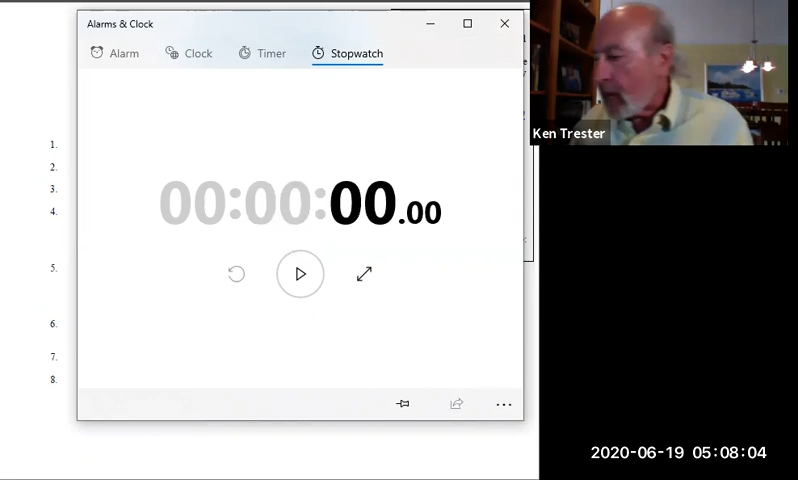 Alarms & Clock
Alarm
Clock
Timer
Stopwatch
00:00:00.00
1.
2.
3.
4.
5.
6.
7.
8.
Ken Trester
2020-06-19 05:08:04